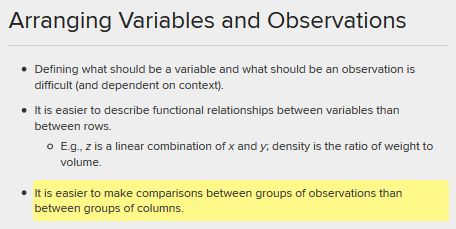 Arranging Variables and Observations
• Defining what should be a variable and what should be an observation is
difficult (and dependent on context).
• It is easier to describe functional relationships between variables than
between rows.
○ E.g., z is a linear combination of x and y; density is the ratio of weight to
volume.
• It is easier to make comparisons between groups of observations than
between groups of columns.